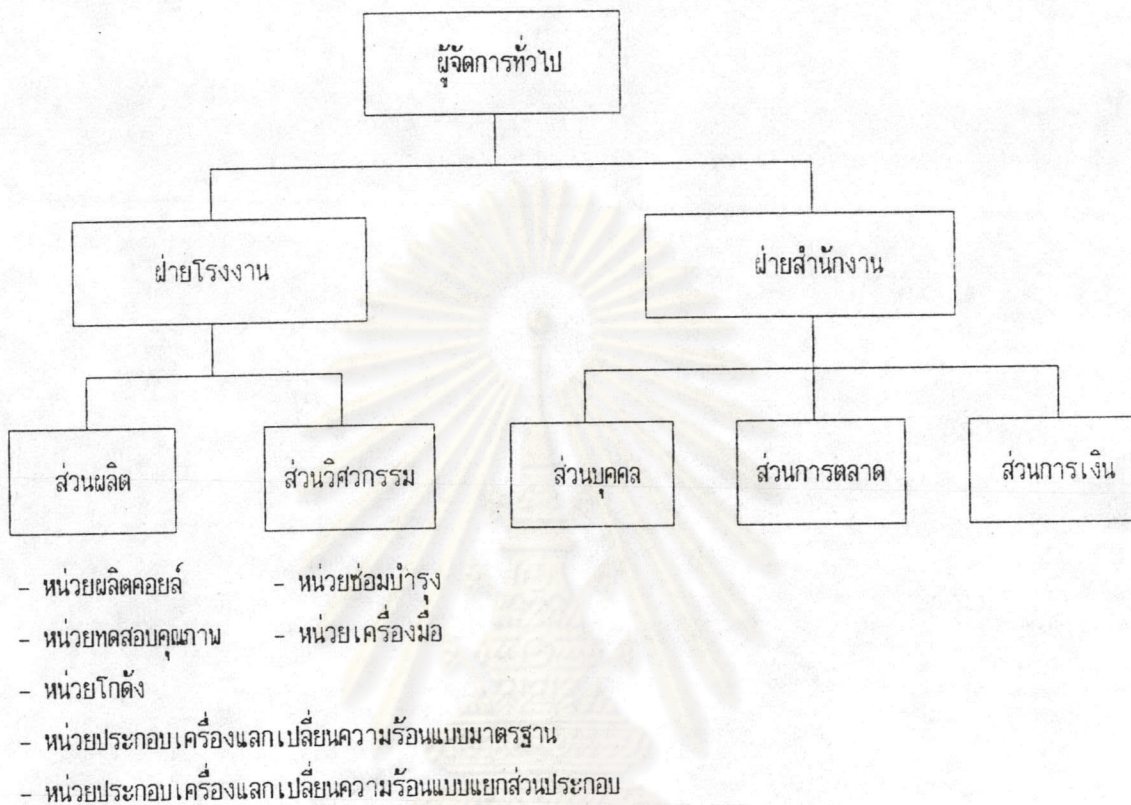 ผู้จัดการทั่วไป
ฝ่ายโรงงาน
ฝ่ายสำนักงาน
ส่วนผลิต
ส่วนวิศวกรรม
ส่วนบุคคล
ส่วนการตลาด
ส่วนการเงิน
- หน่วยผลิตคอยล์
- หน่วยซ่อมบำรุง
- หน่วยทดสอบคุณภาพ
- หน่วยเครื่องมือ
- หน่วยโกดัง
- หน่วยประกอบเครื่องแลกเปลี่ยนความร้อนแบบมาตรฐาน
- หน่วยประกอบเครื่องแลกเปลี่ยนความร้อนแบบแยกส่วนประกอบ